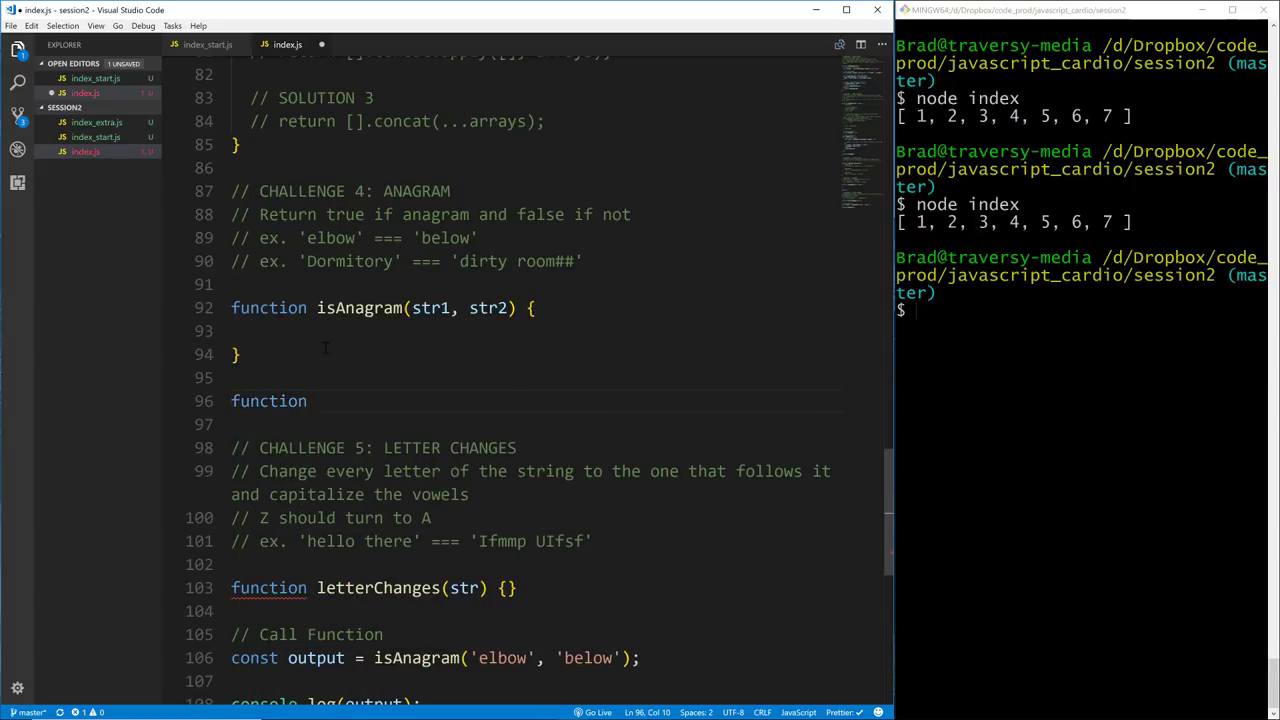 index.js - session2 - Visual Studio Code
File Edit Selection View Go Debug Tasks Help
EXPLORER
OPEN EDITORS 1 UNSAVED
index_start.js U
index.js 1, U
SESSION2
index_extra.js U
index_start.js U
index.js 1, U
index_start.js index.js
82
83 // SOLUTION 3
84 // return [].concat(...arrays);
85 }
86
87 // CHALLENGE 4: ANAGRAM
88 // Return true if anagram and false if not
89 // ex. 'elbow' === 'below'
90 // ex. 'Dormitory' === 'dirty room##'
91
92 function isAnagram(str1, str2) {
93
94 }
95
96 function
97
98 // CHALLENGE 5: LETTER CHANGES
99 // Change every letter of the string to the one that follows it
and capitalize the vowels
100 // Z should turn to A
101 // ex. 'hello there' === 'Ifmmp UIfsf'
102
103 function letterChanges(str) {}
104
105 // Call Function
106 const output = isAnagram('elbow', 'below');
107
108 console.log(output);
master* 1 0 Go Live Ln 96, Col 10 Spaces: 2 UTF-8 CRLF JavaScript Prettier: ✓
MINGW64:/d/Dropbox/code_prod/javascript_cardio/session2
Brad@traversy-media /d/Dropbox/code_
prod/javascript_cardio/session2 (mas
ter)
$ node index
[ 1, 2, 3, 4, 5, 6, 7 ]
Brad@traversy-media /d/Dropbox/code_
prod/javascript_cardio/session2 (mas
ter)
$ node index
[ 1, 2, 3, 4, 5, 6, 7 ]
Brad@traversy-media /d/Dropbox/code_
prod/javascript_cardio/session2 (mas
ter)
$